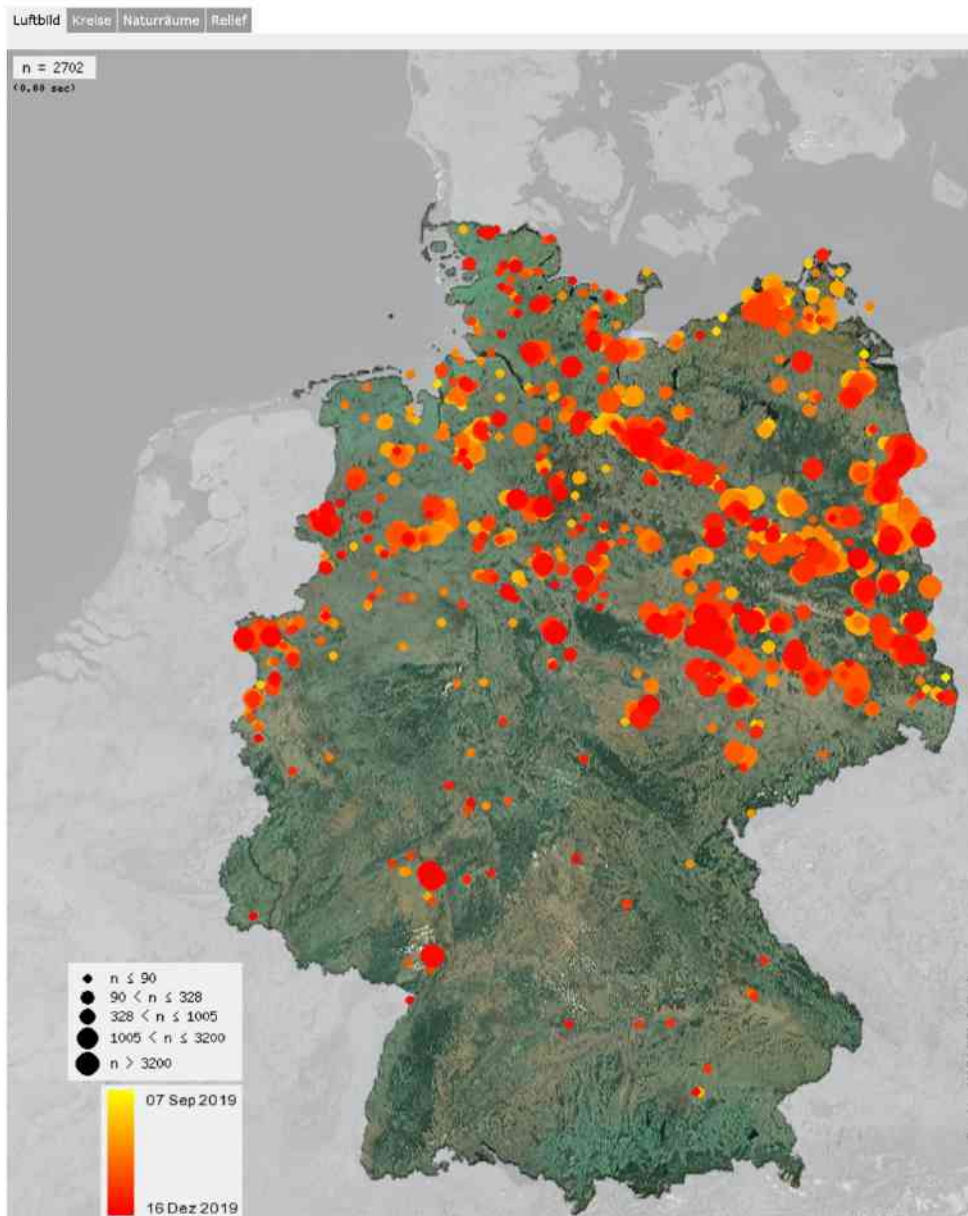 Luftbild Kreise Naturräume Relief
n = 2702
(0.00 sec)
n ≤ 90
90 < n ≤ 328
328 < n ≤ 1005
1005 < n ≤ 3200
n > 3200
07 Sep 2019
16 Dez 2019